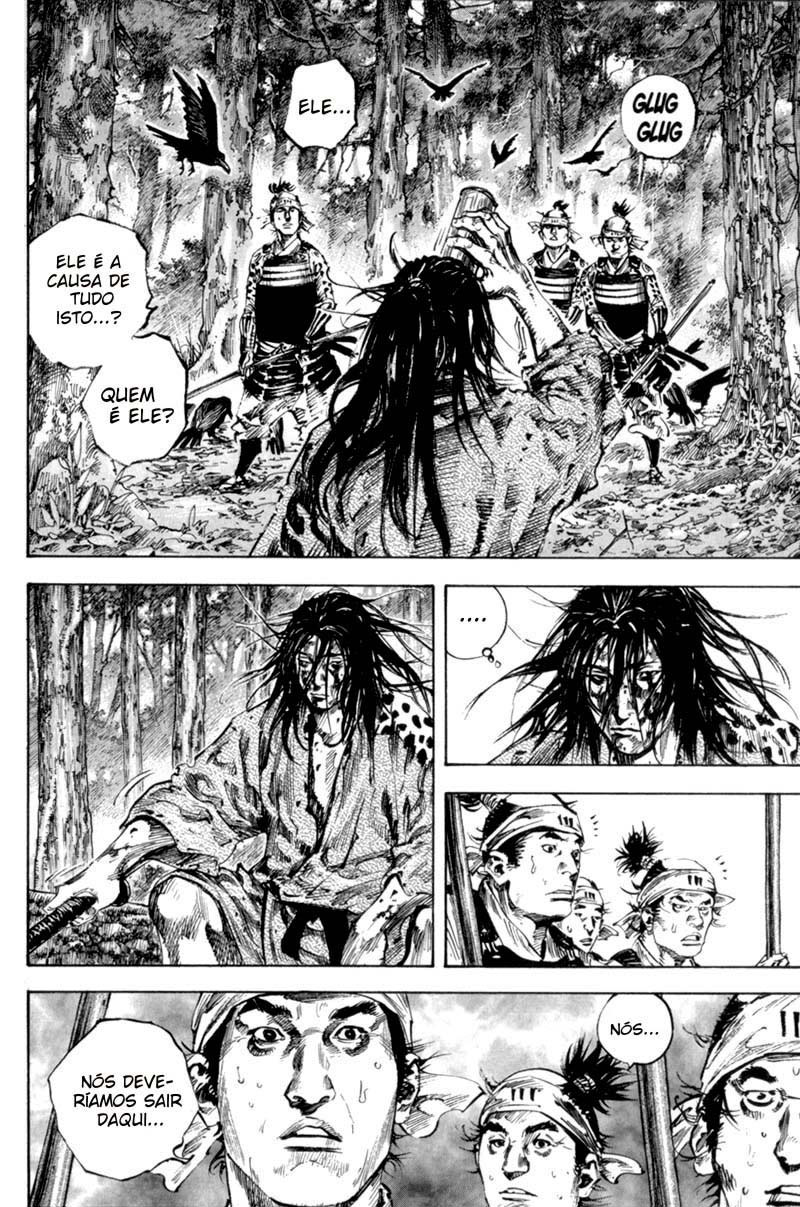 GLUG
GLUG
ELE...
ELE É A
CAUSA DE
TUDO
ISTO...?
QUEM
É ELE?
....
NÓS...
NÓS DEVE-
RÍAMOS SAIR
DAQUI...